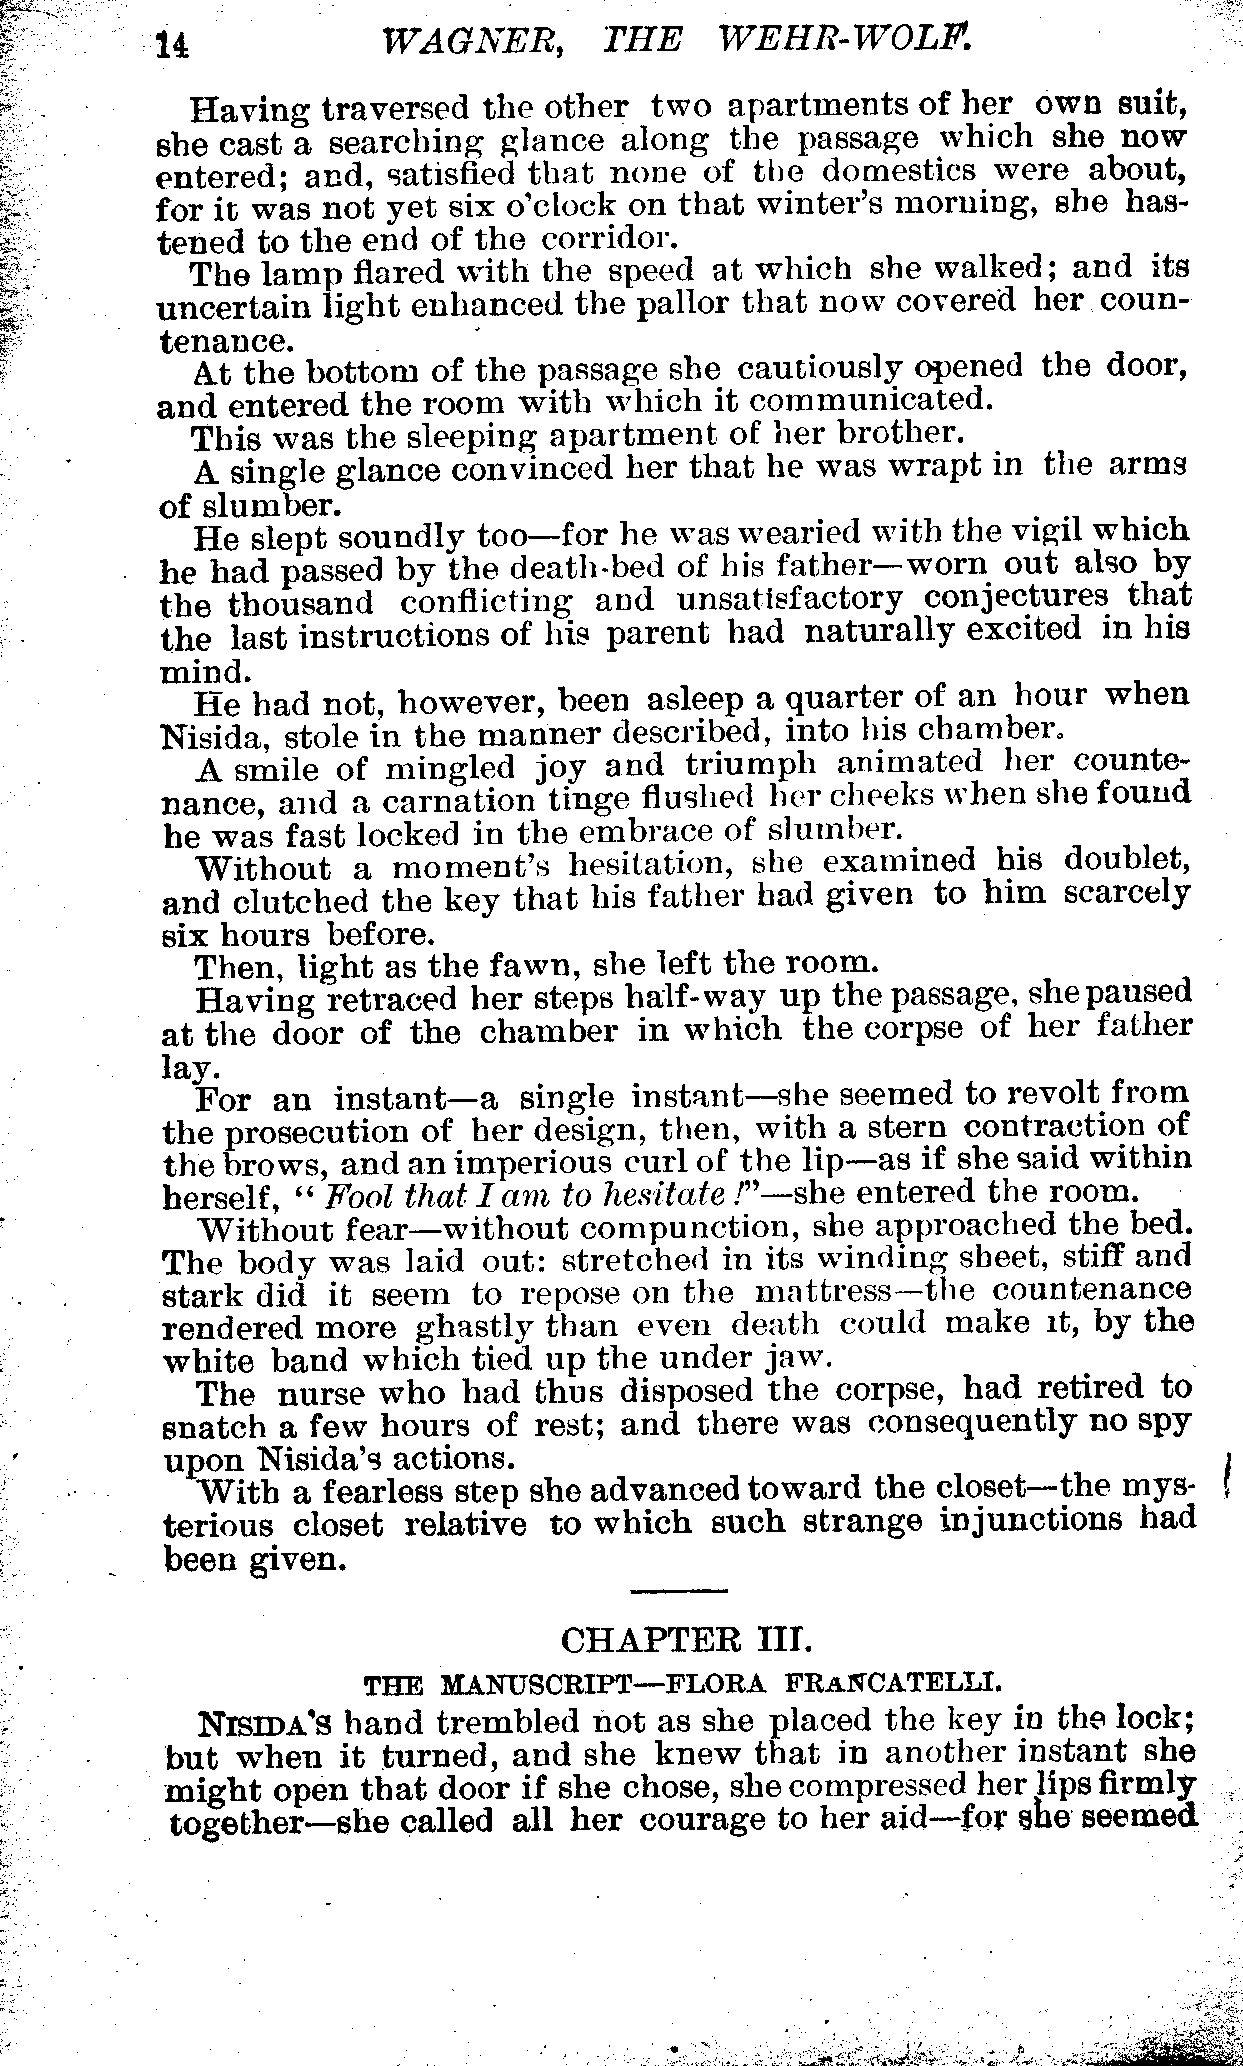 14 WAGNER, THE WEHR-WOLF.
Having traversed the other two apartments of her own suit,
she cast a searching glance along the passage which she now
entered; and, satisfied that none of the domestics were about,
for it was not yet six o'clock on that winter's morning, she has-
tened to the end of the corridor.
The lamp flared with the speed at which she walked; and its
uncertain light enhanced the pallor that now covered her coun-
tenance.
At the bottom of the passage she cautiously opened the door,
and entered the room with which it communicated.
This was the sleeping apartment of her brother.
A single glance convinced her that he was wrapt in the arms
of slumber.
He slept soundly too—for he was wearied with the vigil which
he had passed by the death-bed of his father—worn out also by
the thousand conflicting and unsatisfactory conjectures that
the last instructions of his parent had naturally excited in his
mind.
He had not, however, been asleep a quarter of an hour when
Nisida, stole in the manner described, into his chamber.
A smile of mingled joy and triumph animated her counte-
nance, and a carnation tinge flushed her cheeks when she found
he was fast locked in the embrace of slumber.
Without a moment's hesitation, she examined his doublet,
and clutched the key that his father had given to him scarcely
six hours before.
Then, light as the fawn, she left the room.
Having retraced her steps half-way up the passage, she paused
at the door of the chamber in which the corpse of her father
lay.
For an instant—a single instant—she seemed to revolt from
the prosecution of her design, then, with a stern contraction of
the brows, and an imperious curl of the lip—as if she said within
herself, "Fool that I am to hesitate!"—she entered the room.
Without fear—without compunction, she approached the bed.
The body was laid out: stretched in its winding sheet, stiff and
stark did it seem to repose on the mattress—the countenance
rendered more ghastly than even death could make it, by the
white band which tied up the under jaw.
The nurse who had thus disposed the corpse, had retired to
snatch a few hours of rest; and there was consequently no spy
upon Nisida's actions.
With a fearless step she advanced toward the closet—the mys-
terious closet relative to which such strange injunctions had
been given.
CHAPTER III.
THE MANUSCRIPT—FLORA FRANCATELLI.
NISIDA'S hand trembled not as she placed the key in the lock;
but when it turned, and she knew that in another instant she
might open that door if she chose, she compressed her lips firmly
together—she called all her courage to her aid—for she seemed